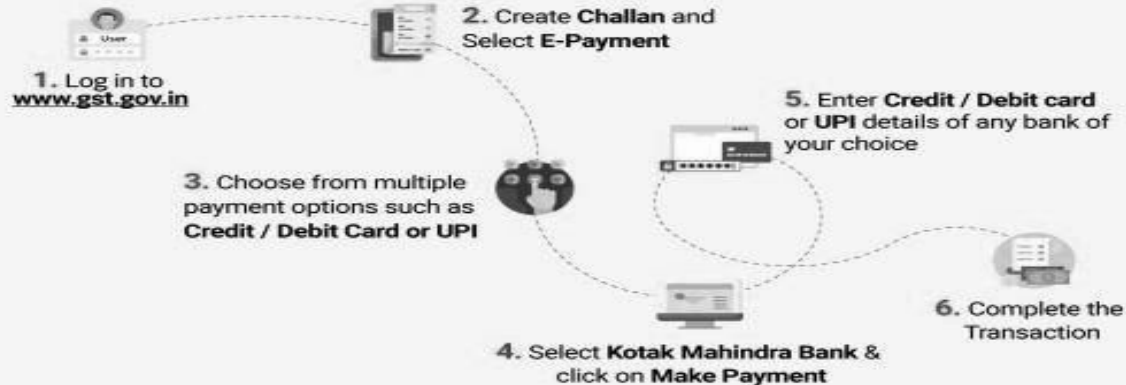 User
1. Log in to
www.gst.gov.in
2. Create Challan and
Select E-Payment
3. Choose from multiple
payment options such as
Credit / Debit Card or UPI
4. Select Kotak Mahindra Bank &
click on Make Payment
5. Enter Credit / Debit card
or UPI details of any bank of
your choice
6. Complete the
Transaction